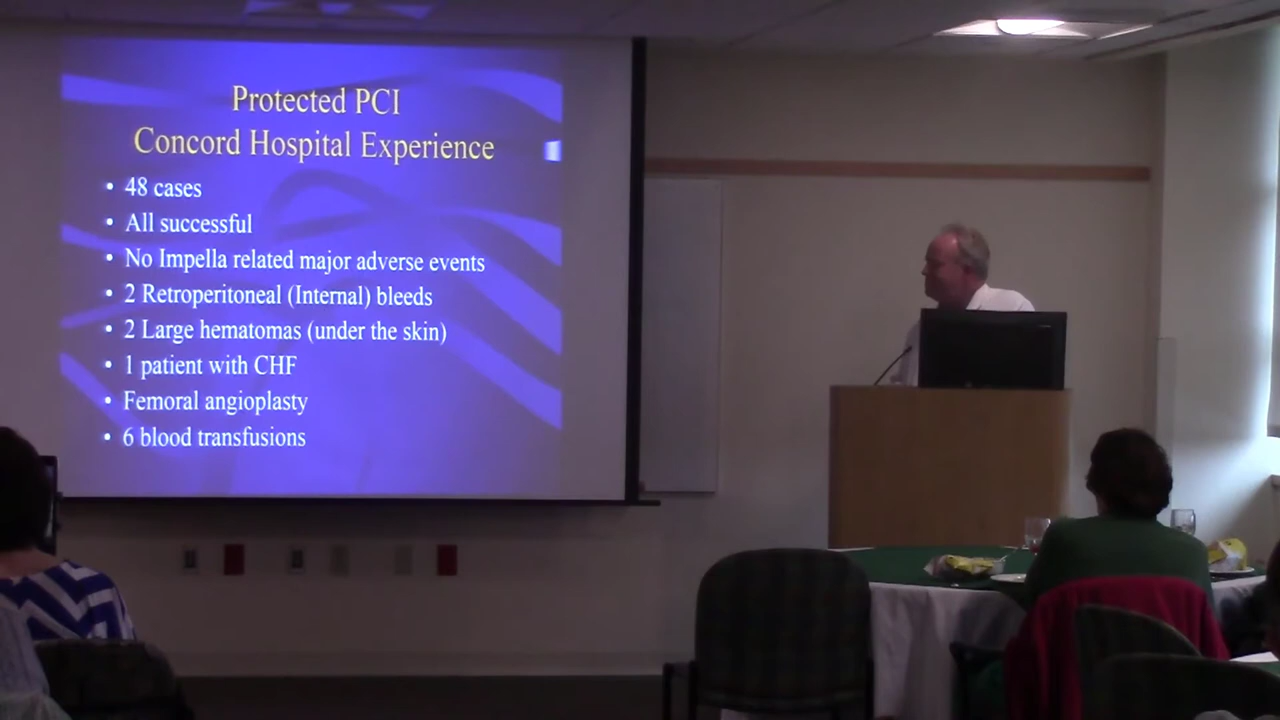 Protected PCI
Concord Hospital Experience
• 48 cases
• All successful
• No Impella related major adverse events
• 2 Retroperitoneal (Internal) bleeds
• 2 Large hematomas (under the skin)
• 1 patient with CHF
• Femoral angioplasty
• 6 blood transfusions